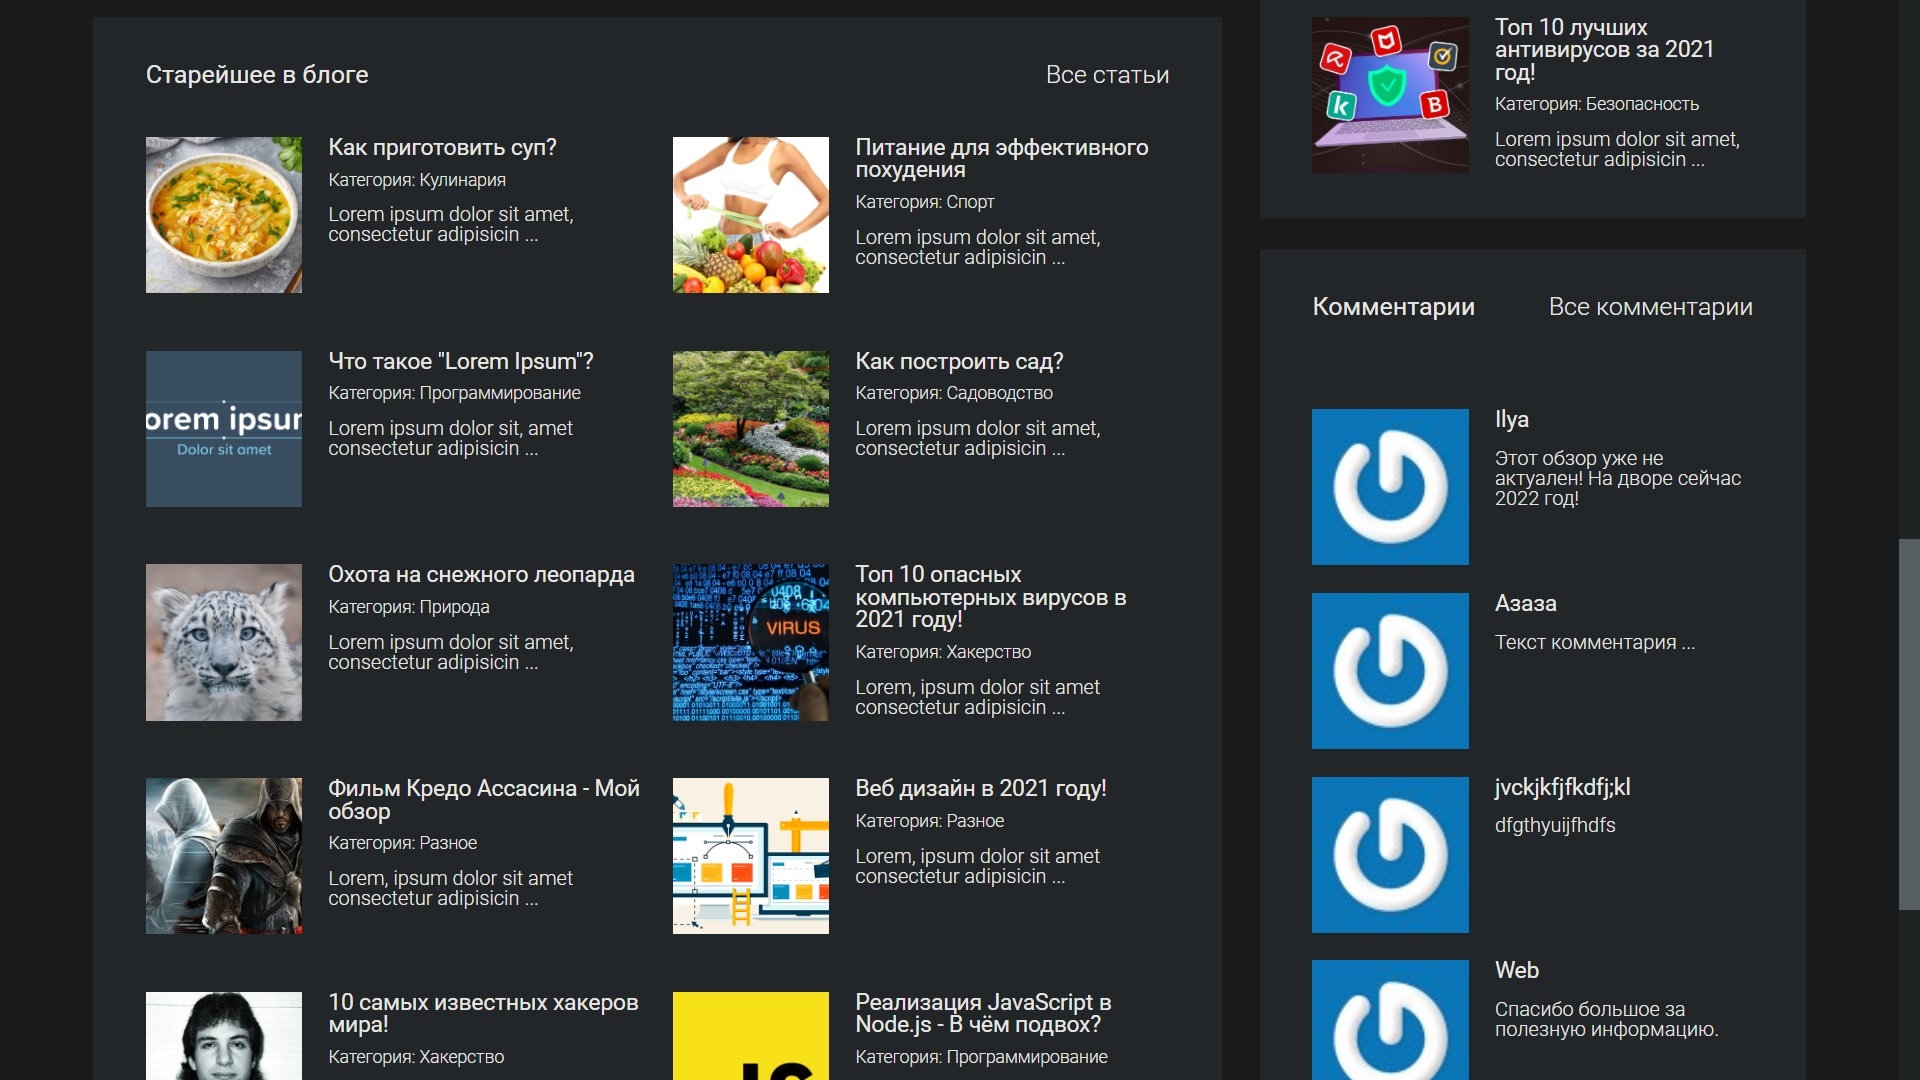 Старейшее в блоге
Все статьи
Как приготовить суп?
Категория: Кулинария
Lorem ipsum dolor sit amet,
consectetur adipisicin ...
Питание для эффективного
похудения
Категория: Спорт
Lorem ipsum dolor sit amet,
consectetur adipisicin ...
orem ipsur
Dolor sit amet
Что такое "Lorem Ipsum"?
Категория: Программирование
Lorem ipsum dolor sit, amet
consectetur adipisicin ...
Как построить сад?
Категория: Садоводство
Lorem ipsum dolor sit amet,
consectetur adipisicin ...
Охота на снежного леопарда
Категория: Природа
Lorem ipsum dolor sit amet,
consectetur adipisicin ...
VIRUS
Топ 10 опасных
компьютерных вирусов в
2021 году!
Категория: Хакерство
Lorem, ipsum dolor sit amet
consectetur adipisicin ...
Фильм Кредо Ассасина - Мой
обзор
Категория: Разное
Lorem, ipsum dolor sit amet
consectetur adipisicin ...
Веб дизайн в 2021 году!
Категория: Разное
Lorem, ipsum dolor sit amet
consectetur adipisicin ...
10 самых известных хакеров
мира!
Категория: Хакерство
JS
Реализация JavaScript в
Node.js - В чём подвох?
Категория: Программирование
k
B
Топ 10 лучших
антивирусов за 2021
год!
Категория: Безопасность
Lorem ipsum dolor sit amet,
consectetur adipisicin ...
Комментарии
Все комментарии
Ilya
Этот обзор уже не
актуален! На дворе сейчас
2022 год!
Азаза
Текст комментария ...
jvckjkfjfkdfj;kl
dfgthyuijfhdfs
Web
Спасибо большое за
полезную информацию.